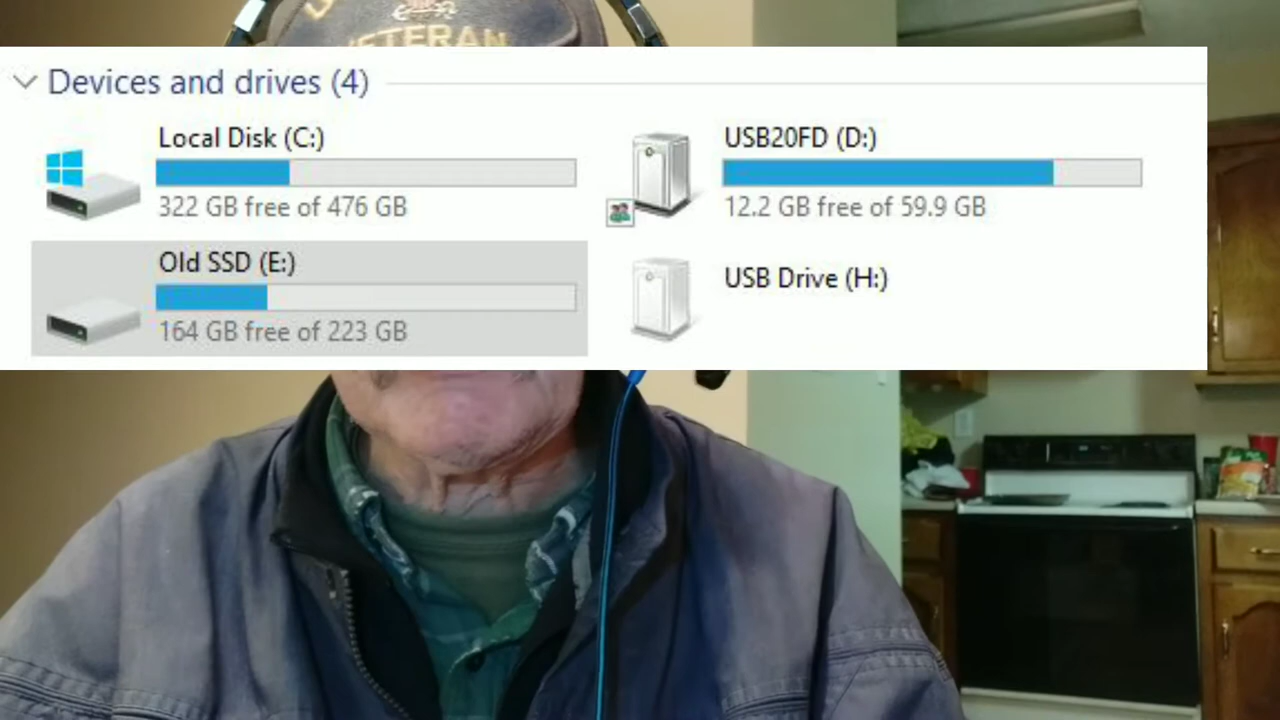 VETERAN
Devices and drives (4)
Local Disk (C:)
322 GB free of 476 GB
USB20FD (D:)
12.2 GB free of 59.9 GB
Old SSD (E:)
164 GB free of 223 GB
USB Drive (H:)